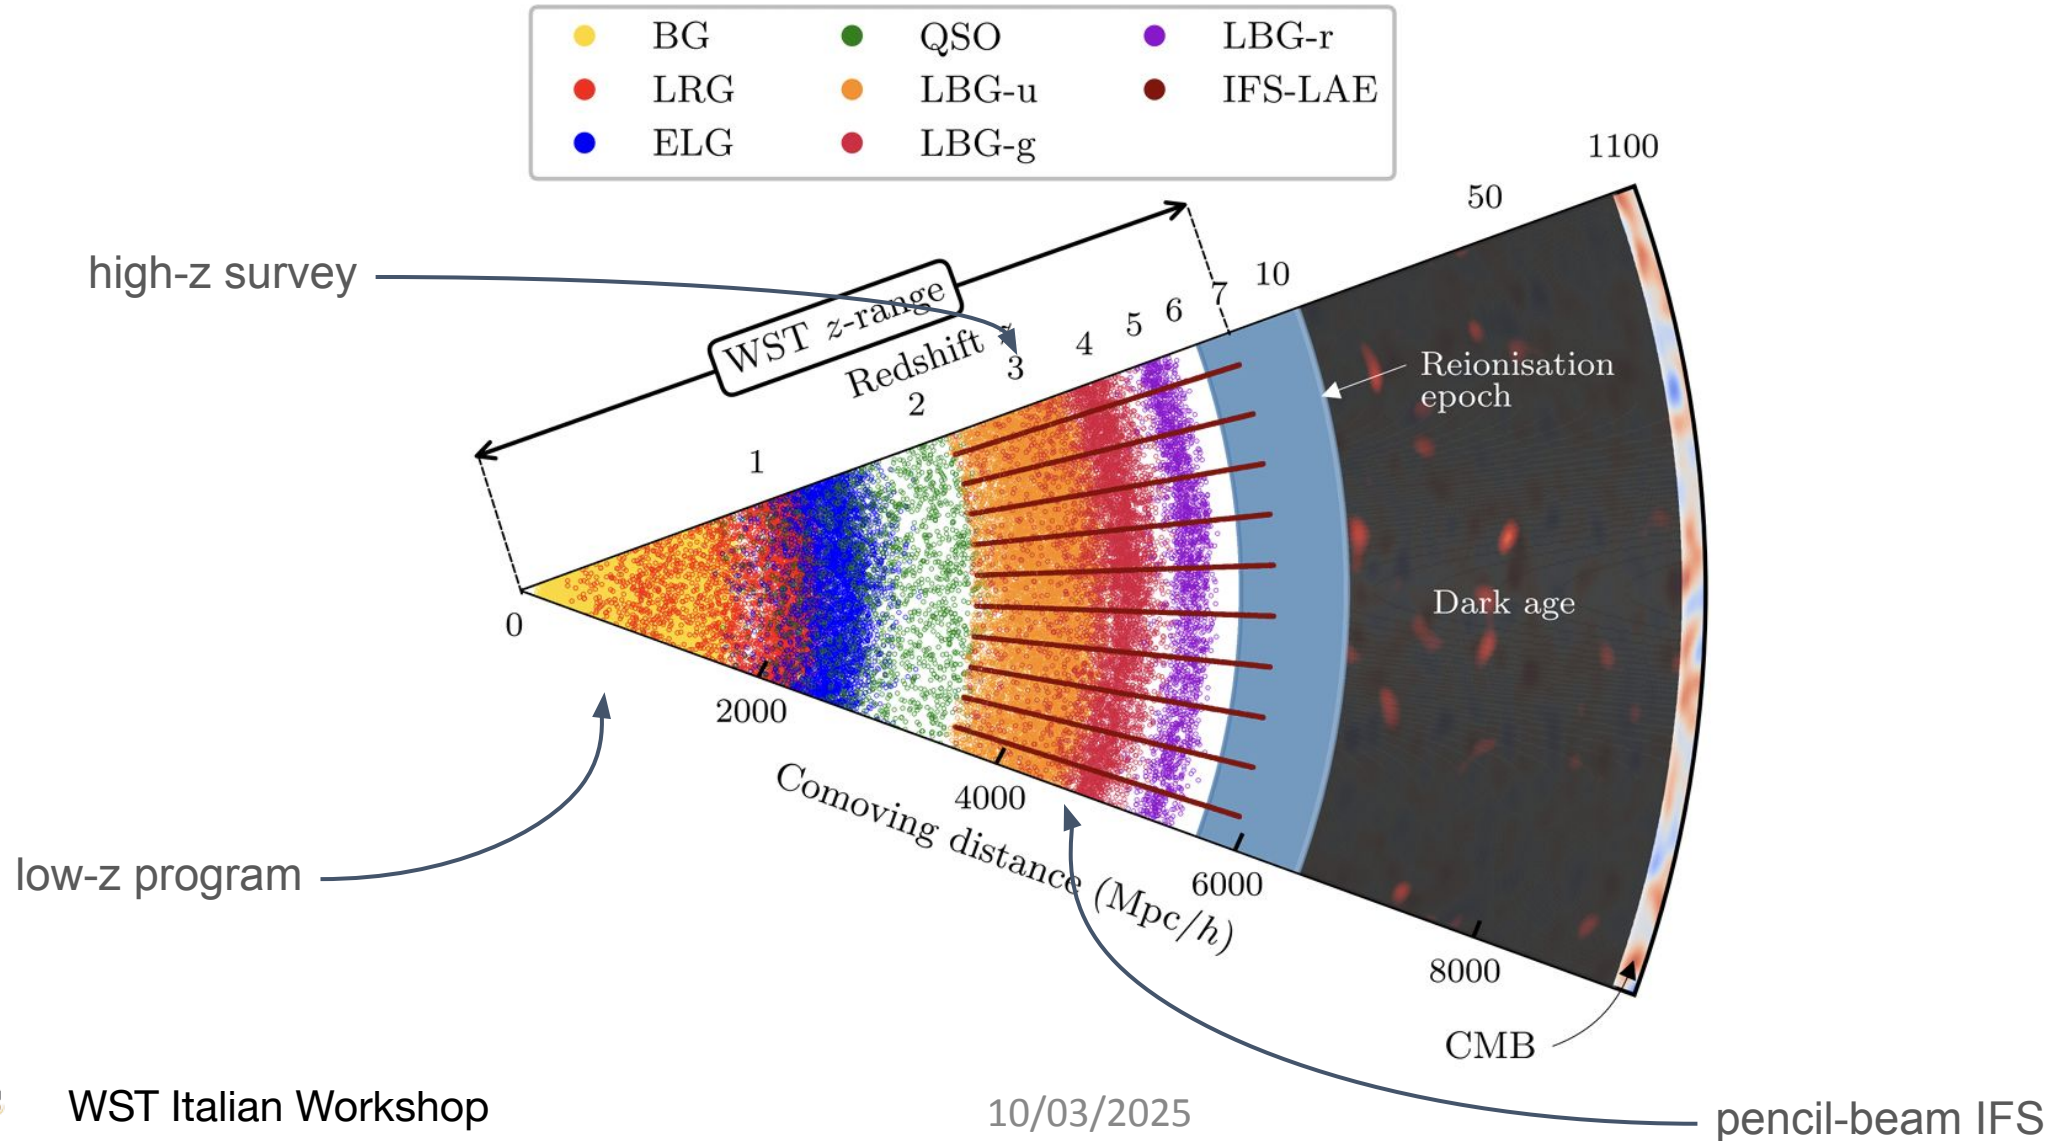 BG
LRG
ELG
QSO
LBG-u
LBG-g
LBG-r
IFS-LAE
1100
50
high-z survey
WST z-range
Redshift z
1
2
3
4
5
6
7
10
Reionisation
epoch
Dark age
0
2000
4000
6000
8000
Comoving distance (Mpc/h)
low-z program
CMB
WST Italian Workshop
10/03/2025
pencil-beam IFS